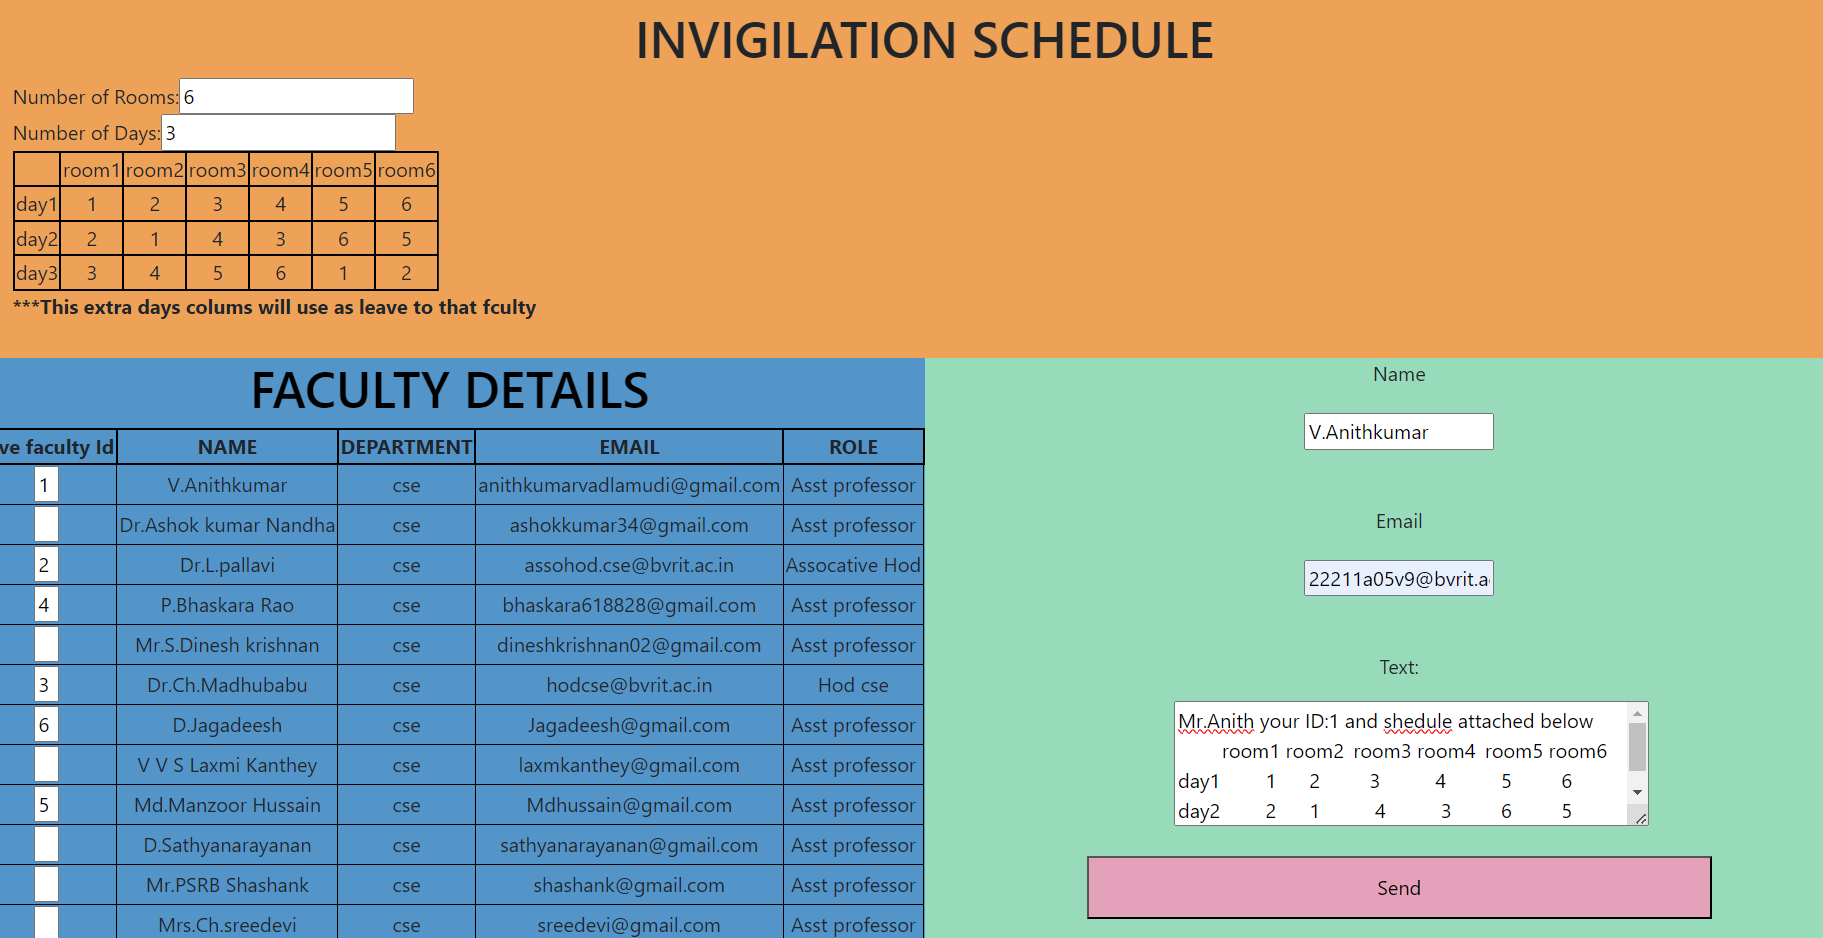 INVIGILATION SCHEDULE
Number of Rooms: 6
Number of Days: 3
room1 room2 room3 room4 room5 room6
day1 1 2 3 4 5 6
day2 2 1 4 3 6 5
day3 3 4 5 6 1 2
***This extra days colums will use as leave to that fculty
FACULTY DETAILS
faculty Id NAME DEPARTMENT EMAIL ROLE
1 V.Anithkumar cse anithkumarvadlamudi@gmail.com Asst professor
Dr.Ashok kumar Nandha cse ashokkumar34@gmail.com Asst professor
2 Dr.L.pallavi cse assohod.cse@bvrit.ac.in Assocative Hod
4 P.Bhaskara Rao cse bhaskara618828@gmail.com Asst professor
Mr.S.Dinesh krishnan cse dineshkrishnan02@gmail.com Asst professor
3 Dr.Ch.Madhubabu cse hodcse@bvrit.ac.in Hod cse
6 D.Jagadeesh cse Jagadeesh@gmail.com Asst professor
V V S Laxmi Kanthey cse laxmkanthey@gmail.com Asst professor
5 Md.Manzoor Hussain cse Mdhussain@gmail.com Asst professor
D.Sathyanarayanan cse sathyanarayanan@gmail.com Asst professor
Mr.PSRB Shashank cse shashank@gmail.com Asst professor
Mrs.Ch.sreedevi cse sreedevi@gmail.com Asst professor
Name
V.Anithkumar
Email
22211a05v9@bvrit.a
Text:
Mr.Anith your ID:1 and shedule attached below
room1 room2 room3 room4 room5 room6
day1 1 2 3 4 5 6
day2 2 1 4 3 6 5
Send